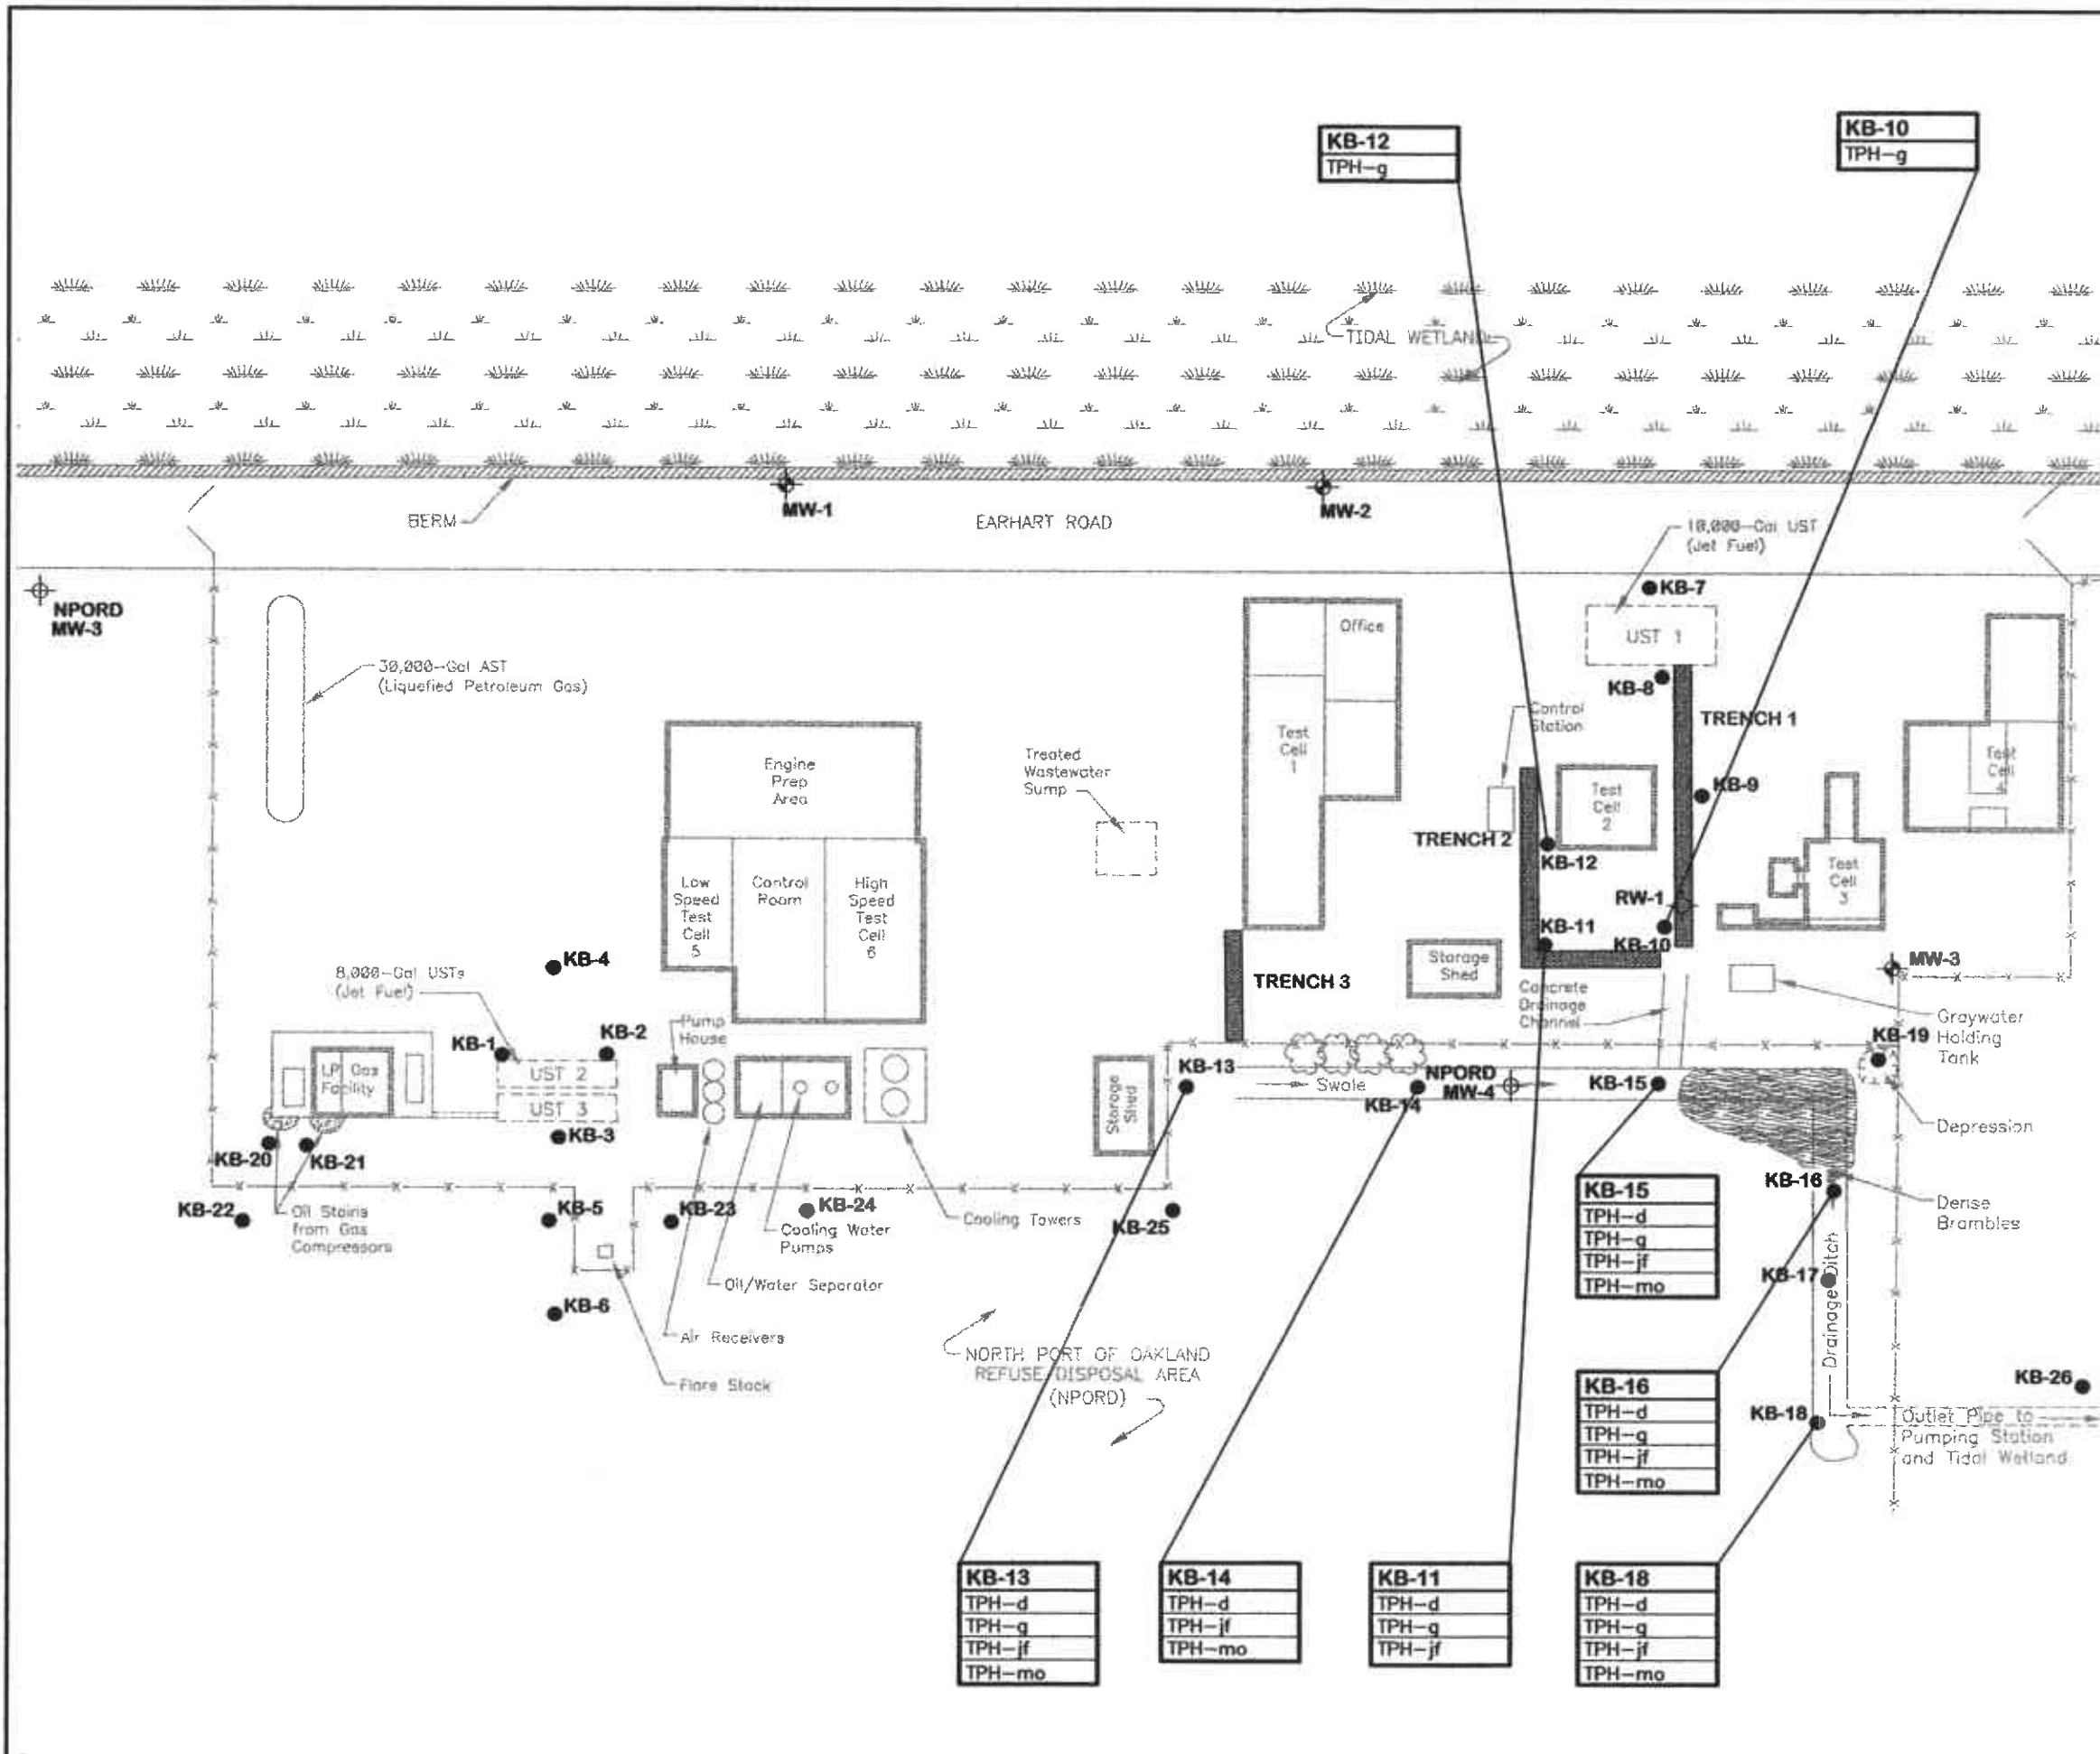 KB-12
TPH-g
KB-10
TPH-g
TIDAL WETLAND
BERM
MW-1
EARHART ROAD
MW-2
10,000-Gal UST
(Jet Fuel)
KB-7
NPORD
MW-3
UST 1
Office
30,000-Gal AST
(Liquefied Petroleum Gas)
KB-8
Control
Station
TRENCH 1
Test
Cell
1
Treated
Wastewater
Sump
Engine
Prep
Area
Test
Cell
2
KB-9
Test
Cell
TRENCH 2
KB-12
Low
Speed
Test
Cell
5
Control
Room
High
Speed
Test
Cell
6
Test
Cell
3
RW-1
KB-11
KB-10
KB-4
8,000-Gal USTs
(Jet Fuel)
TRENCH 3
Storage
Shed
MW-3
Concrete
Drainage
Channel
Graywater
Holding
Tank
KB-1
KB-2
Pump
House
KB-19
LP Gas
Facility
UST 2
UST 3
KB-13
Swale
KB-14
NPORD
MW-4
KB-15
Storage
Shed
Depression
KB-3
KB-20
KB-21
KB-16
KB-22
Oil Stains
from Gas
Compressors
KB-5
KB-23
KB-24
Cooling Water
Pumps
Cooling Towers
KB-25
Dense
Brambles
KB-15
TPH-d
TPH-g
TPH-jf
TPH-mo
KB-17
Drainage Ditch
Oil/Water Separator
KB-6
Air Receivers
Flare Stack
NORTH PORT OF OAKLAND
REFUSE DISPOSAL AREA
(NPORD)
KB-16
TPH-d
TPH-g
TPH-jf
TPH-mo
KB-26
KB-18
Outlet Pipe to
Pumping Station
and Tidal Wetland
KB-13
TPH-d
TPH-g
TPH-jf
TPH-mo
KB-14
TPH-d
TPH-jf
TPH-mo
KB-11
TPH-d
TPH-g
TPH-jf
KB-18
TPH-d
TPH-g
TPH-jf
TPH-mo